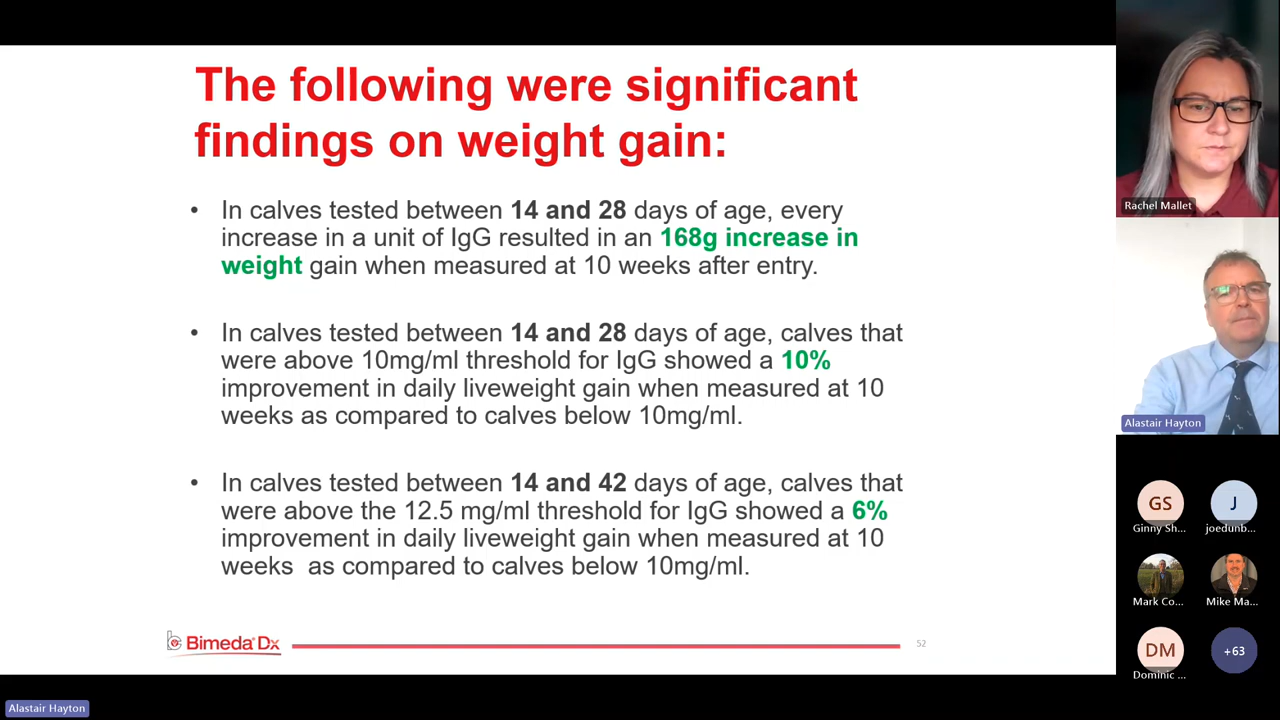 The following were significant
findings on weight gain:
• In calves tested between 14 and 28 days of age, every
increase in a unit of IgG resulted in an 168g increase in
weight gain when measured at 10 weeks after entry.
• In calves tested between 14 and 28 days of age, calves that
were above 10mg/ml threshold for IgG showed a 10%
improvement in daily liveweight gain when measured at 10
weeks as compared to calves below 10mg/ml.
• In calves tested between 14 and 42 days of age, calves that
were above the 12.5 mg/ml threshold for IgG showed a 6%
improvement in daily liveweight gain when measured at 10
weeks as compared to calves below 10mg/ml.
Bimeda® Dx
52
Rachel Mallet
Alastair Hayton
GS
J
Ginny Sh...
joedunb...
Mark Co...
Mike Ma...
DM
+63
Dominic ...
Alastair Hayton